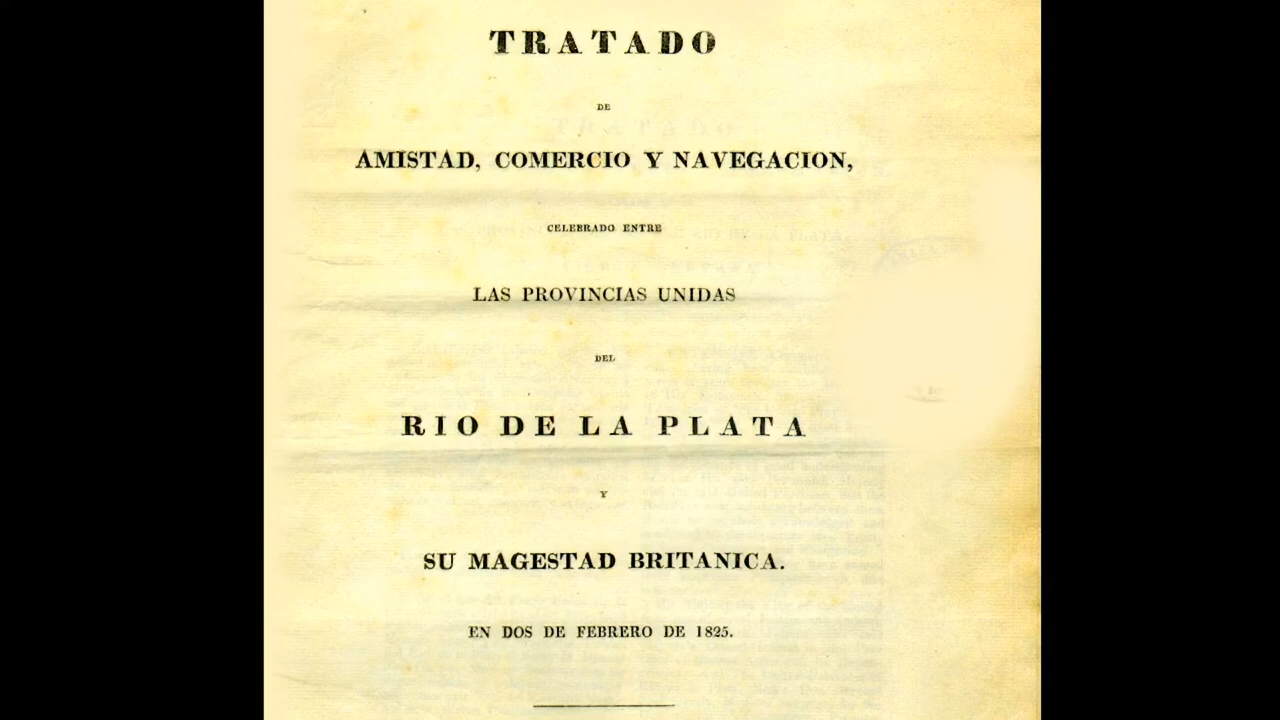 TRATADO
DE
AMISTAD, COMERCIO Y NAVEGACION,
CELEBRADO ENTRE
LAS PROVINCIAS UNIDAS
DEL
RIO DE LA PLATA
Y
SU MAGESTAD BRITANICA.
EN DOS DE FEBRERO DE 1825.